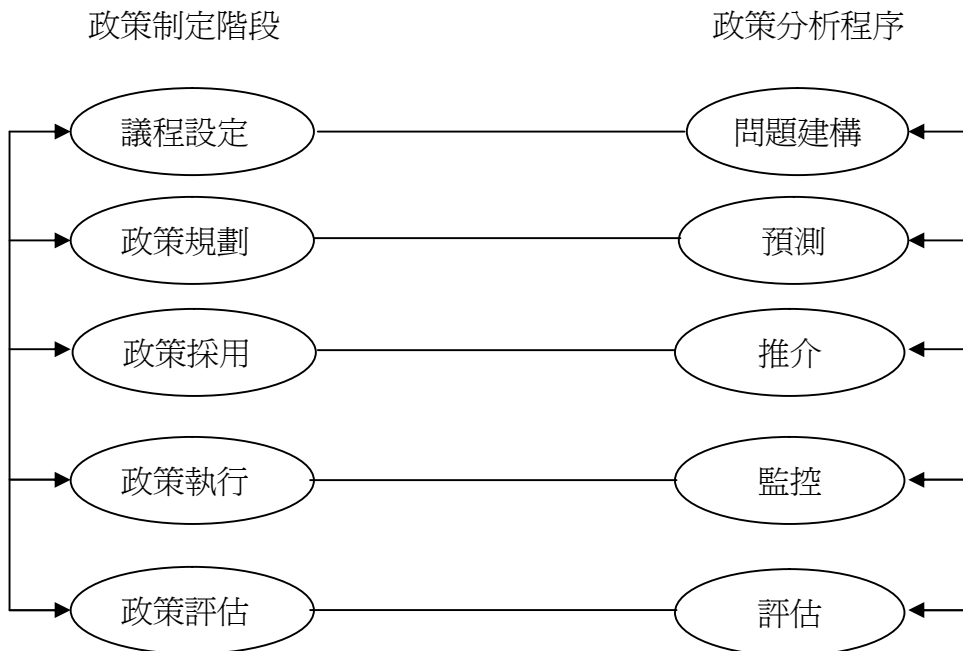 政策制定階段 政策分析程序
議程設定 問題建構
政策規劃 預測
政策採用 推介
政策執行 監控
政策評估 評估